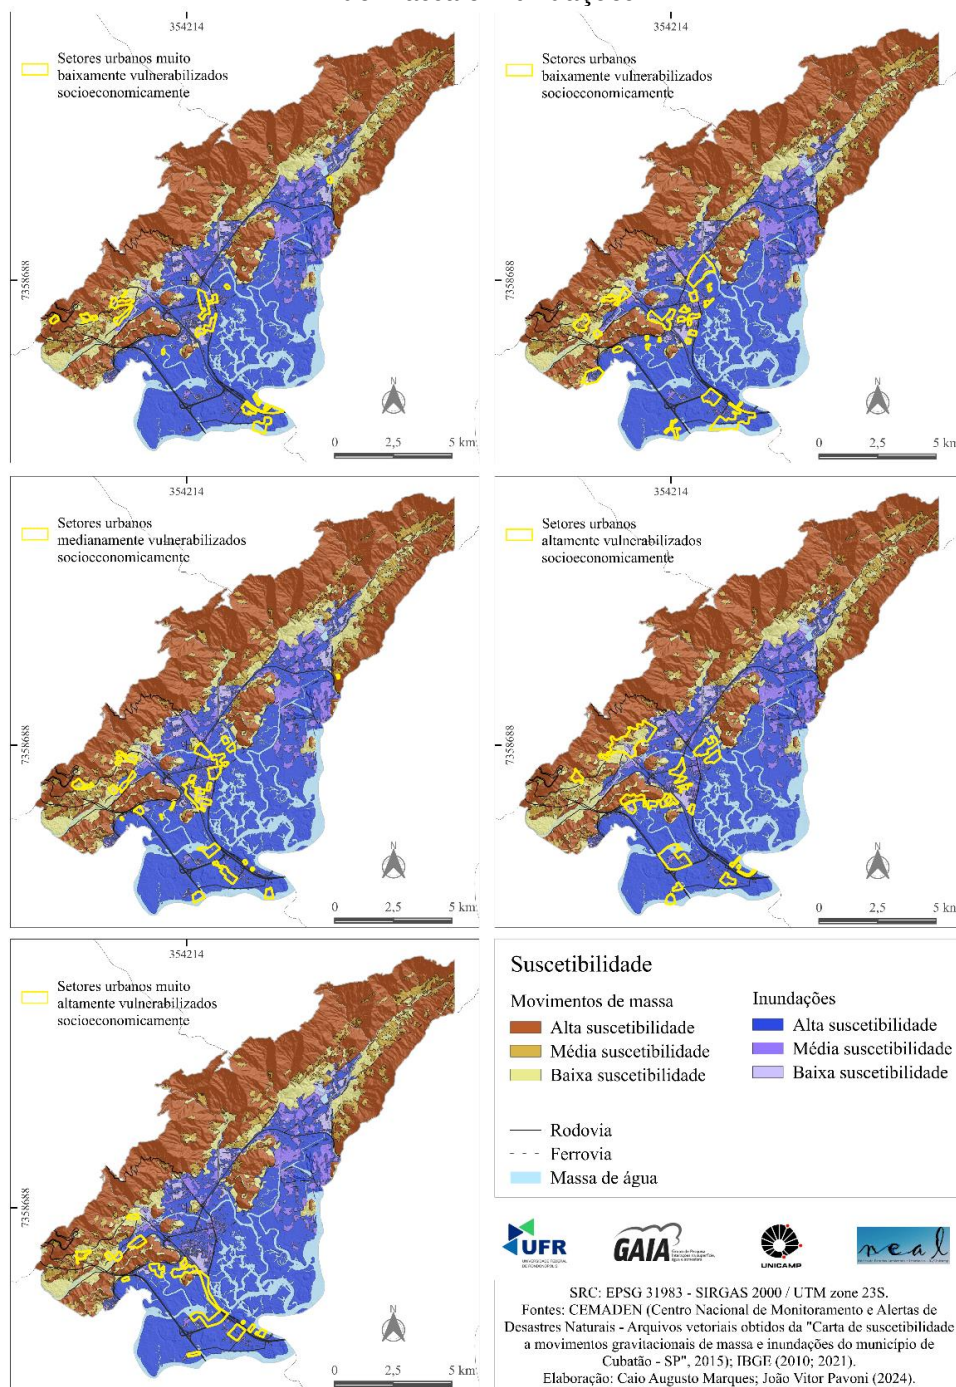 354214
354214
Setores urbanos muito
baixamente vulnerabilizados
socioeconomicamente
7358688
N
0 2,5 5 km
Setores urbanos
baixamente vulnerabilizados
socioeconomicamente
7358688
N
0 2,5 5 km
354214
354214
Setores urbanos
medianamente vulnerabilizados
socioeconomicamente
7358688
N
0 2,5 5 km
Setores urbanos
altamente vulnerabilizados
socioeconomicamente
7358688
N
0 2,5 5 km
354214
Setores urbanos muito
altamente vulnerabilizados
socioeconomicamente
7358688
N
0 2,5 5 km
Suscetibilidade
Movimentos de massa
Alta suscetibilidade
Média suscetibilidade
Baixa suscetibilidade
Inundações
Alta suscetibilidade
Média suscetibilidade
Baixa suscetibilidade
Rodovia
Ferrovia
Massa de água
UFR
UNIVERSIDADE FEDERAL
DE RONDONÓPOLIS
GAIA
UNICAMP
neal
SRC: EPSG 31983 - SIRGAS 2000 / UTM zone 23S.
Fontes: CEMADEN (Centro Nacional de Monitoramento e Alertas de
Desastres Naturais - Arquivos vetoriais obtidos da "Carta de suscetibilidade
a movimentos gravitacionais de massa e inundações do município de
Cubatão - SP", 2015); IBGE (2010; 2021).
Elaboração: Caio Augusto Marques; João Vitor Pavoni (2024).